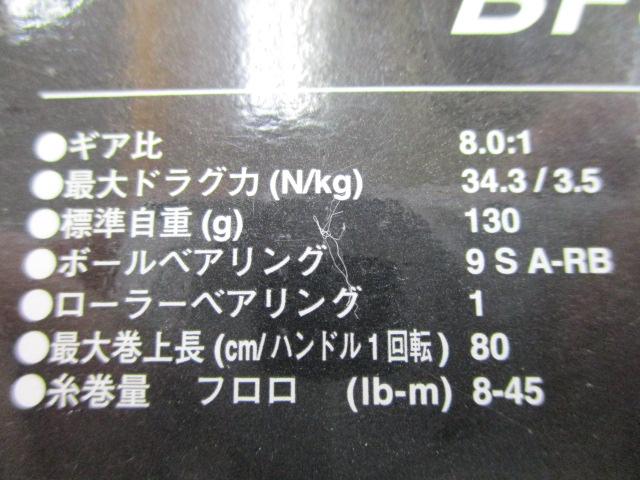 BF
●ギア比 8.0:1
●最大ドラグ力 (N/kg) 34.3 / 3.5
●標準自重 (g) 130
●ボールベアリング 9 S A-RB
●ローラーベアリング 1
●最大巻上長 (cm/ハンドル1回転) 80
●糸巻量 フロロ (lb-m) 8-45